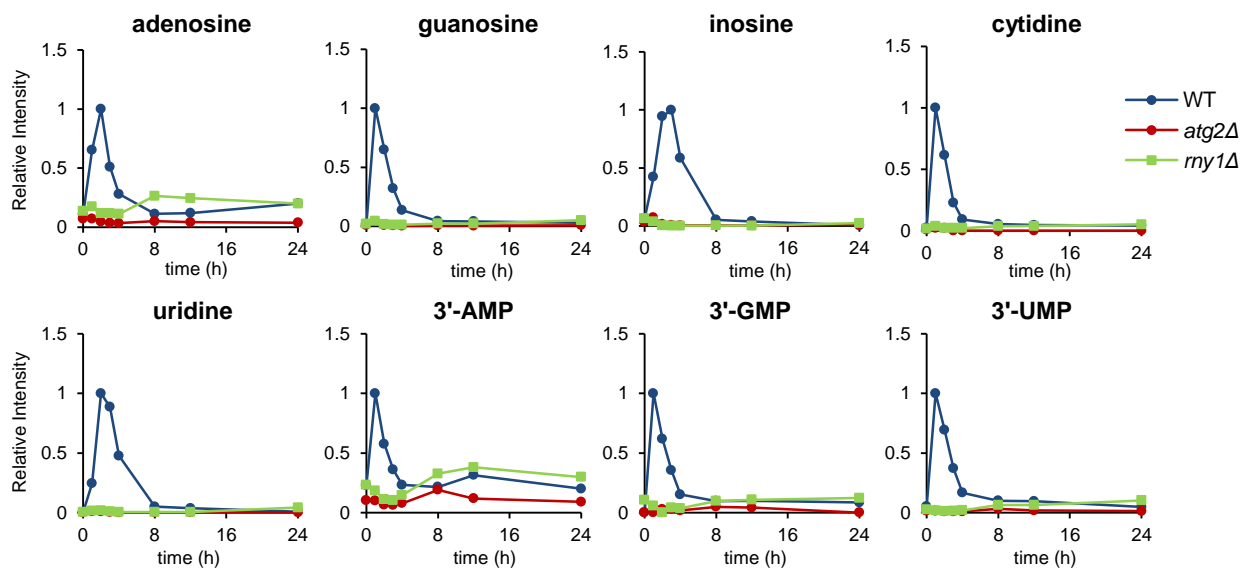 adenosine
guanosine
inosine
cytidine
Relative Intensity
1.5
1
0.5
0
0 8 16 24
time (h)
1.5
1
0.5
0
0 8 16 24
time (h)
1.5
1
0.5
0
0 8 16 24
time (h)
1.5
1
0.5
0
0 8 16 24
time (h)
WT
atg2Δ
rny1Δ
uridine
3'-AMP
3'-GMP
3'-UMP
Relative Intensity
1.5
1
0.5
0
0 8 16 24
time (h)
1.5
1
0.5
0
0 8 16 24
time (h)
1.5
1
0.5
0
0 8 16 24
time (h)
1.5
1
0.5
0
0 8 16 24
time (h)